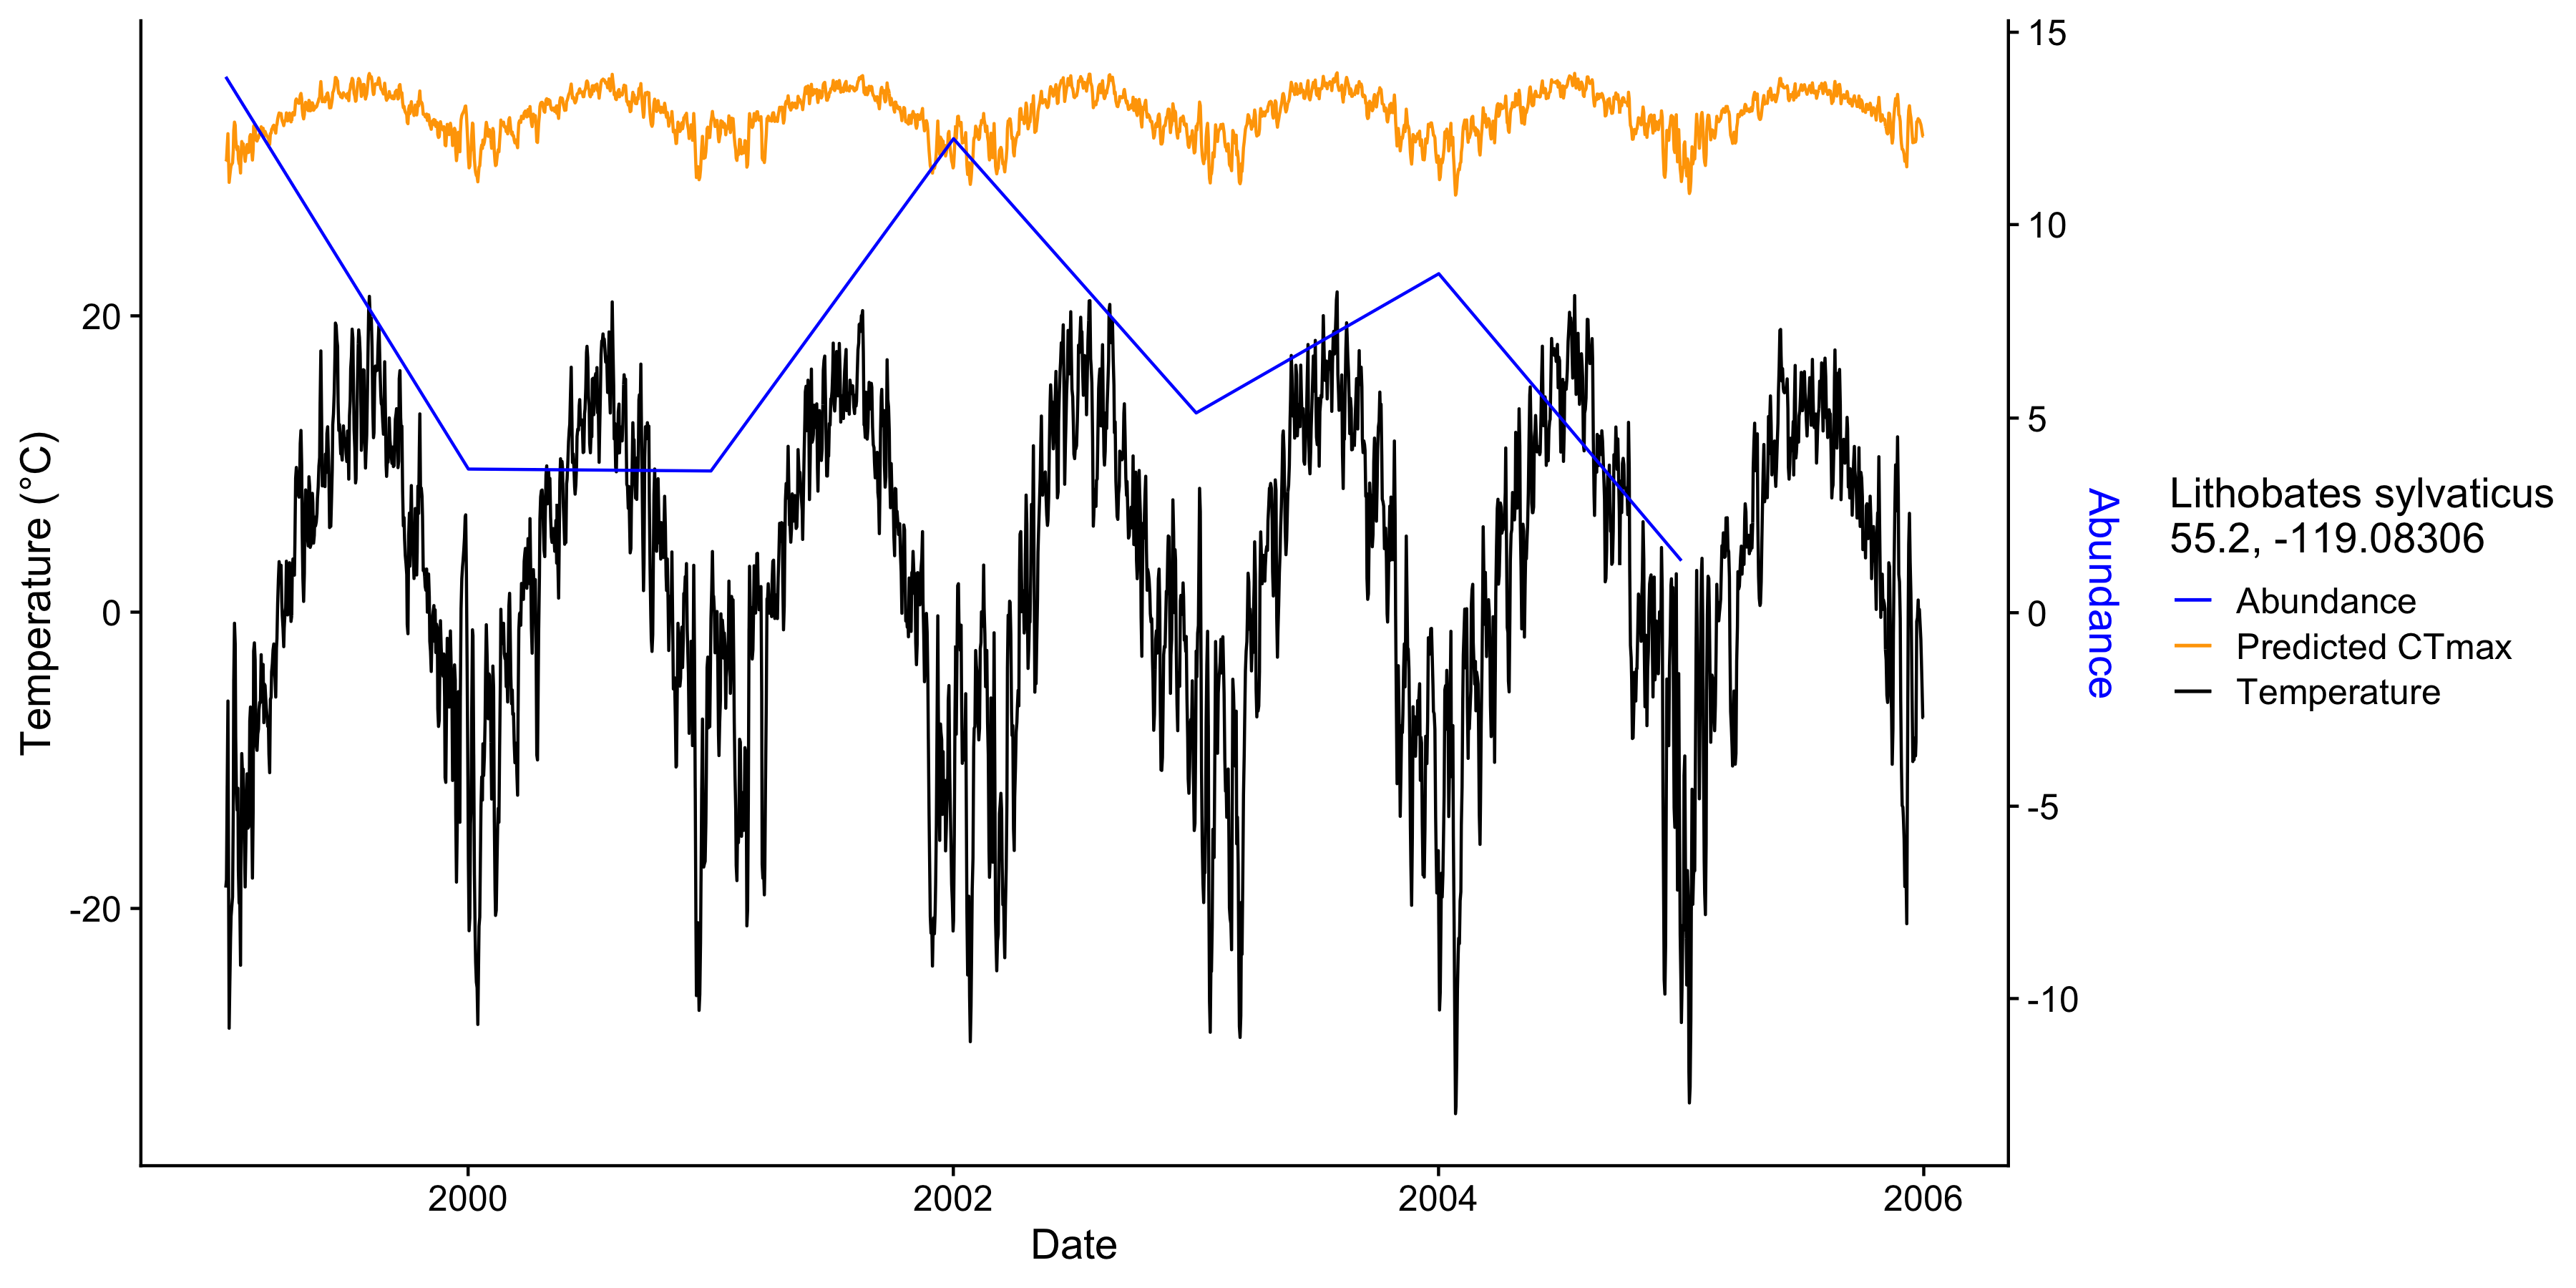 15
10
5
0
-5
-10
20
0
-20
Temperature (°C)
Abundance
2000
2002
2004
2006
Date
Lithobates sylvaticus
55.2, -119.08306
Abundance
Predicted CTmax
Temperature